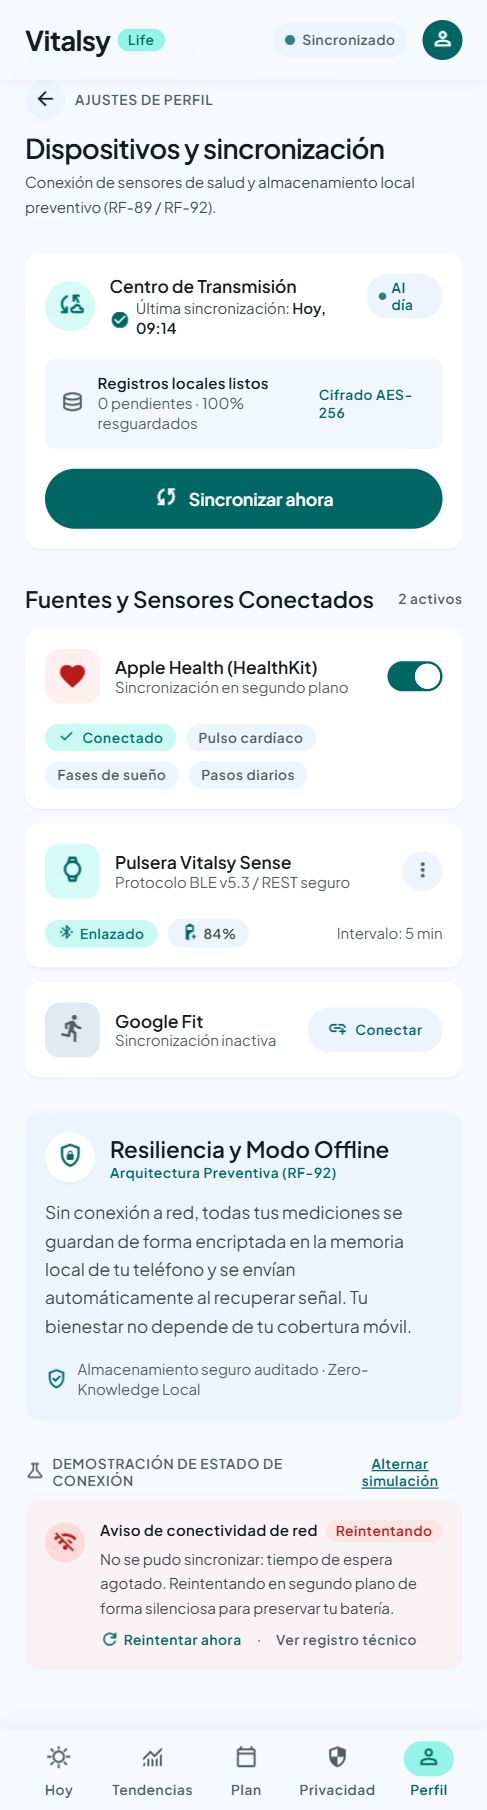 Vitalsy Life Sincronizado
AJUSTES DE PERFIL
Dispositivos y sincronización
Conexión de sensores de salud y almacenamiento local
preventivo (RF-89 / RF-92).
Centro de Transmisión
Última sincronización: Hoy,
09:14
Al
día
Registros locales listos
0 pendientes · 100%
resguardados
Cifrado AES-
256
Sincronizar ahora
Fuentes y Sensores Conectados 2 activos
Apple Health (HealthKit)
Sincronización en segundo plano
Conectado Pulso cardíaco
Fases de sueño Pasos diarios
Pulsera Vitalsy Sense
Protocolo BLE v5.3 / REST seguro
Enlazado 84% Intervalo: 5 min
Google Fit
Sincronización inactiva
Conectar
Resiliencia y Modo Offline
Arquitectura Preventiva (RF-92)
Sin conexión a red, todas tus mediciones se
guardan de forma encriptada en la memoria
local de tu teléfono y se envían
automáticamente al recuperar señal. Tu
bienestar no depende de tu cobertura móvil.
Almacenamiento seguro auditado · Zero-
Knowledge Local
DEMOSTRACIÓN DE ESTADO DE
CONEXIÓN
Alternar
simulación
Aviso de conectividad de red Reintentando
No se pudo sincronizar: tiempo de espera
agotado. Reintentando en segundo plano de
forma silenciosa para preservar tu batería.
Reintentar ahora · Ver registro técnico
Hoy Tendencias Plan Privacidad Perfil